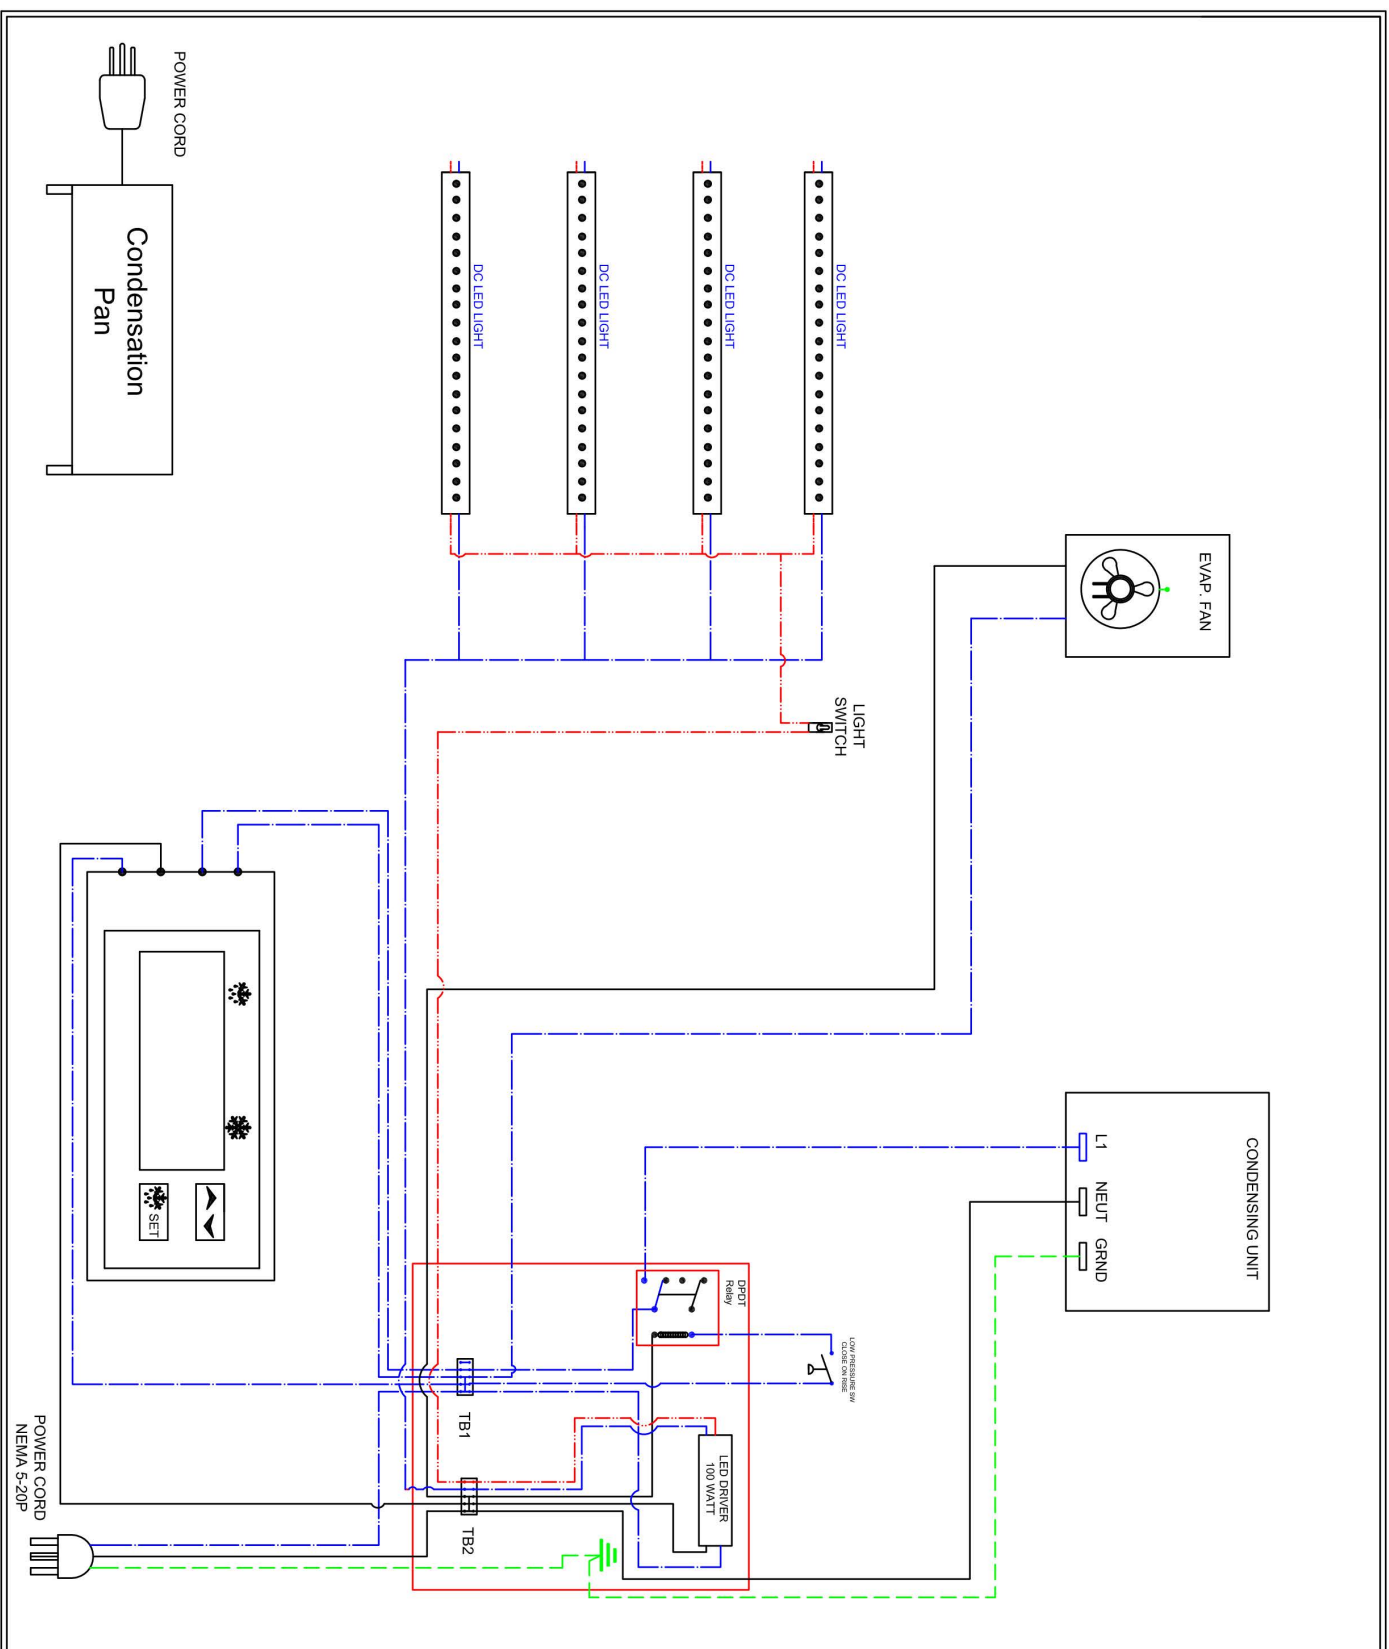 POWER CORD
Condensation
Pan
DC LED LIGHT
DC LED LIGHT
DC LED LIGHT
DC LED LIGHT
LIGHT
SWITCH
EVAP. FAN
CONDENSING UNIT
L1
NEUT
GRND
DPDT
Relay
LOW PRESSURE SW
CLOSE ON RISE
LED DRIVER
100 WATT
TB1
TB2
SET
POWER CORD
NEMA 5-20P